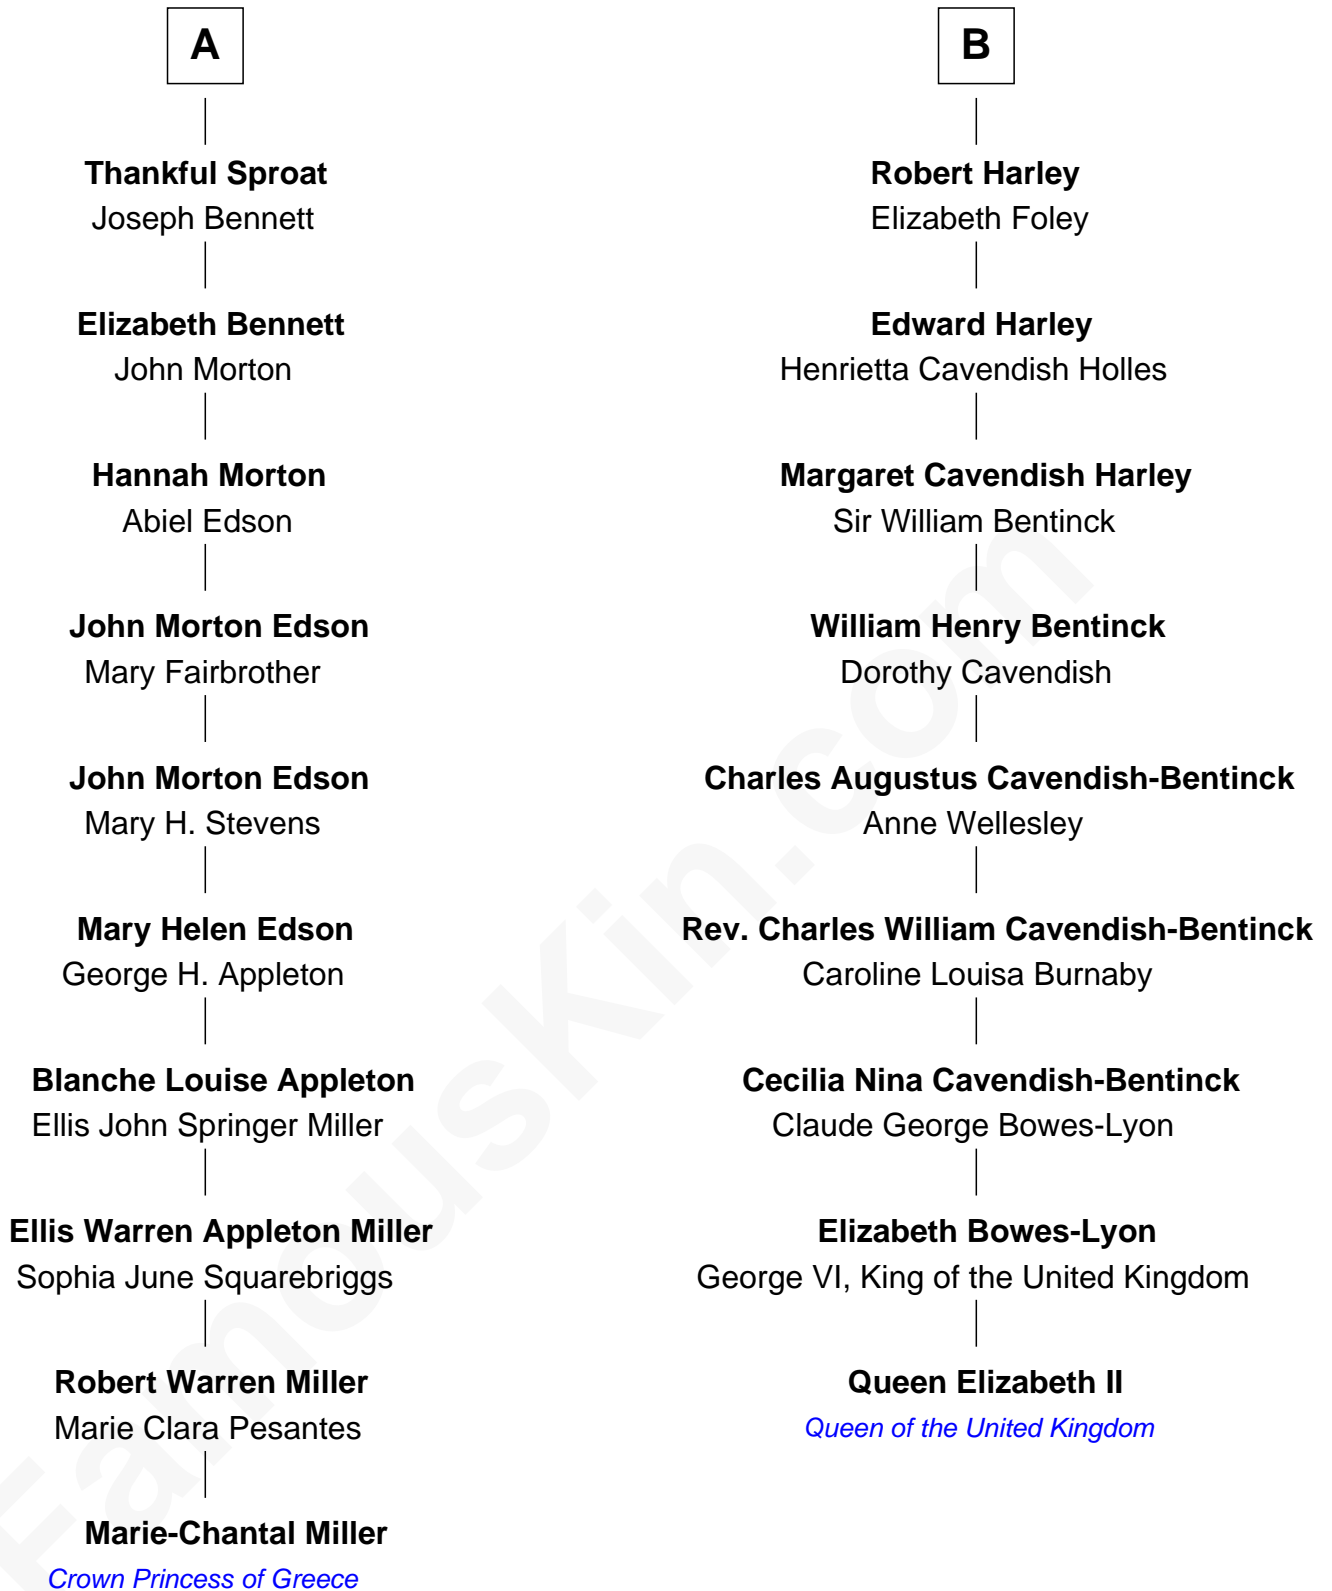 A
Thankful Sproat
Joseph Bennett
Elizabeth Bennett
John Morton
Hannah Morton
Abiel Edson
John Morton Edson
Mary Fairbrother
John Morton Edson
Mary H. Stevens
Mary Helen Edson
George H. Appleton
Blanche Louise Appleton
Ellis John Springer Miller
Ellis Warren Appleton Miller
Sophia June Squarebriggs
Robert Warren Miller
Marie Clara Pesantes
Marie-Chantal Miller
Crown Princess of Greece
B
Robert Harley
Elizabeth Foley
Edward Harley
Henrietta Cavendish Holles
Margaret Cavendish Harley
Sir William Bentinck
William Henry Bentinck
Dorothy Cavendish
Charles Augustus Cavendish-Bentinck
Anne Wellesley
Rev. Charles William Cavendish-Bentinck
Caroline Louisa Burnaby
Cecilia Nina Cavendish-Bentinck
Claude George Bowes-Lyon
Elizabeth Bowes-Lyon
George VI, King of the United Kingdom
Queen Elizabeth II
Queen of the United Kingdom
FamousKin.com